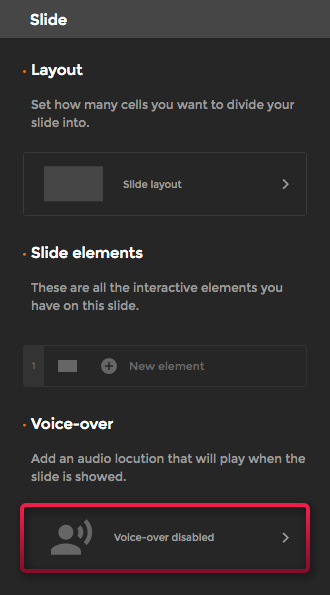 Slide
Layout
Set how many cells you want to divide your
slide into.
Slide layout
Slide elements
These are all the interactive elements you
have on this slide.
1 New element
Voice-over
Add an audio locution that will play when the
slide is showed.
Voice-over disabled